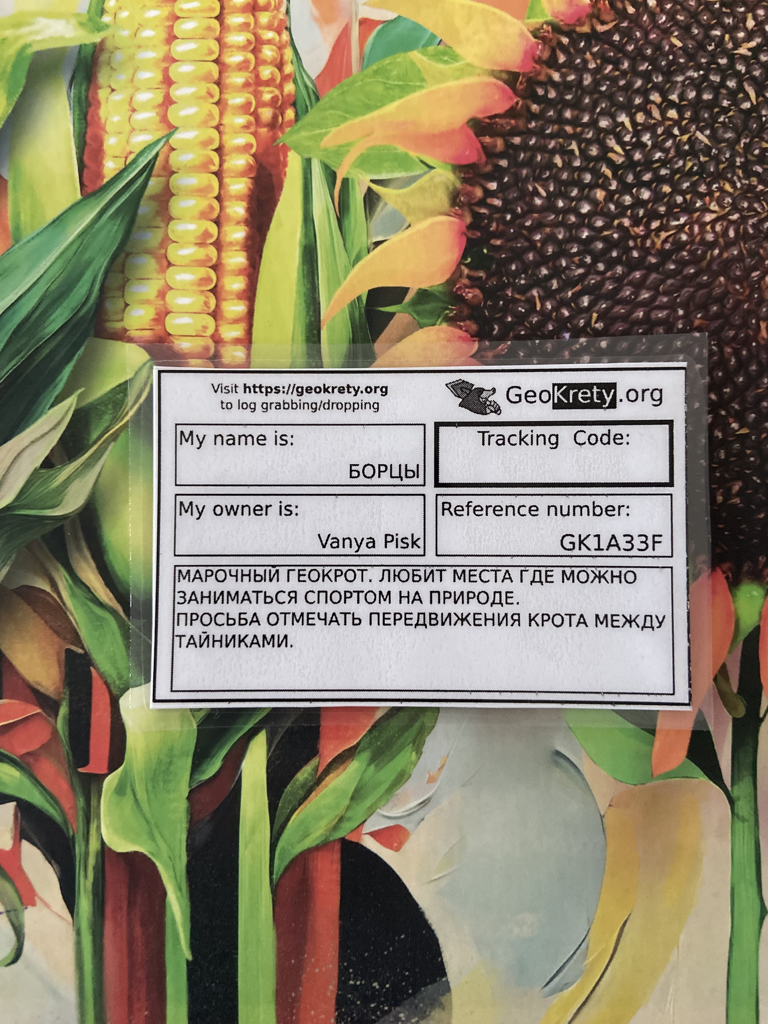 Visit https://geokrety.org
to log grabbing/dropping
GeoKrety.org
My name is:
БОРЦЫ
Tracking Code:
My owner is:
Vanya Pisk
Reference number:
GK1A33F
МАРОЧНЫЙ ГЕОКРОТ. ЛЮБИТ МЕСТА ГДЕ МОЖНО
ЗАНИМАТЬСЯ СПОРТОМ НА ПРИРОДЕ.
ПРОСЬБА ОТМЕЧАТЬ ПЕРЕДВИЖЕНИЯ КРОТА МЕЖДУ
ТАЙНИКАМИ.